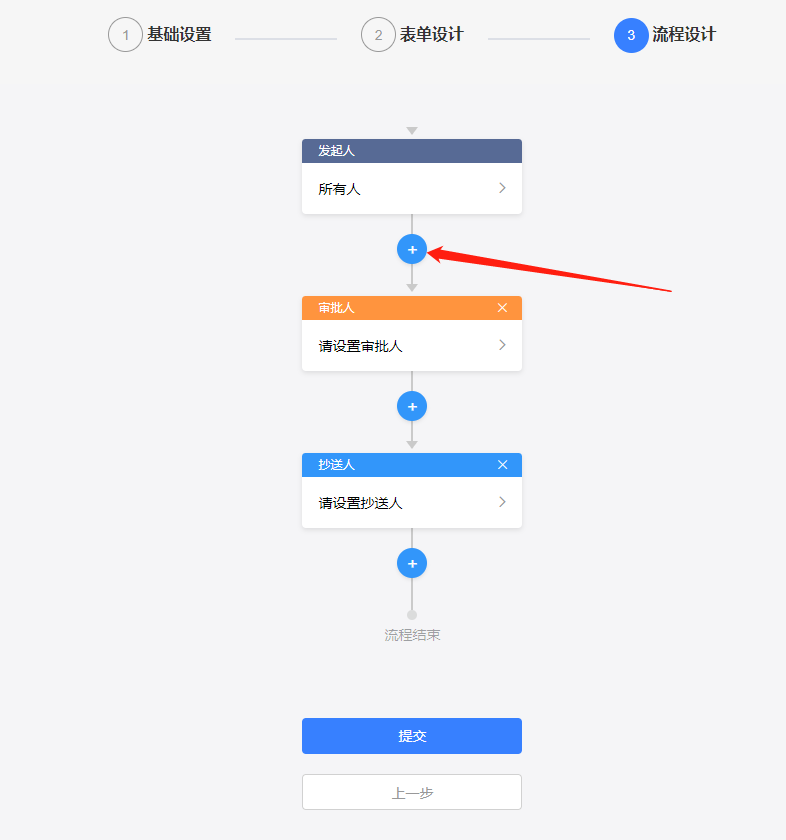 1 基础设置 2 表单设计 3 流程设计
发起人
所有人
审批人
请设置审批人
抄送人
请设置抄送人
流程结束
提交
上一步